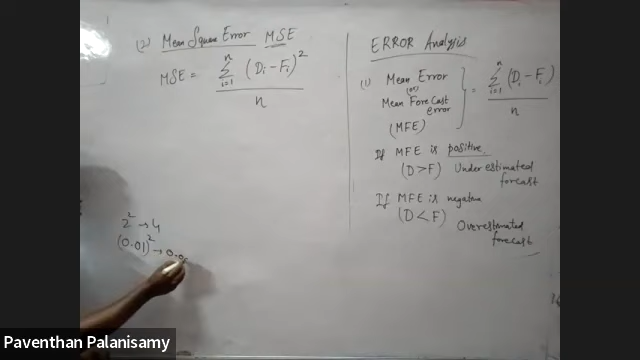 (2) Mean Square Error MSE
MSE = n∑i=1 (Di - Fi)²
n
2² → 4
(0.01)² → 0.0
ERROR Analysis
(1) Mean Error
(or)
Mean Forecast
error
(MFE)
= n∑i=1 (Di - Fi)
n
If MFE is positive.
(D > F) Under estimated
forecast
If MFE is negative
(D < F) Overestimated
forecast
Paventhan Palanisamy